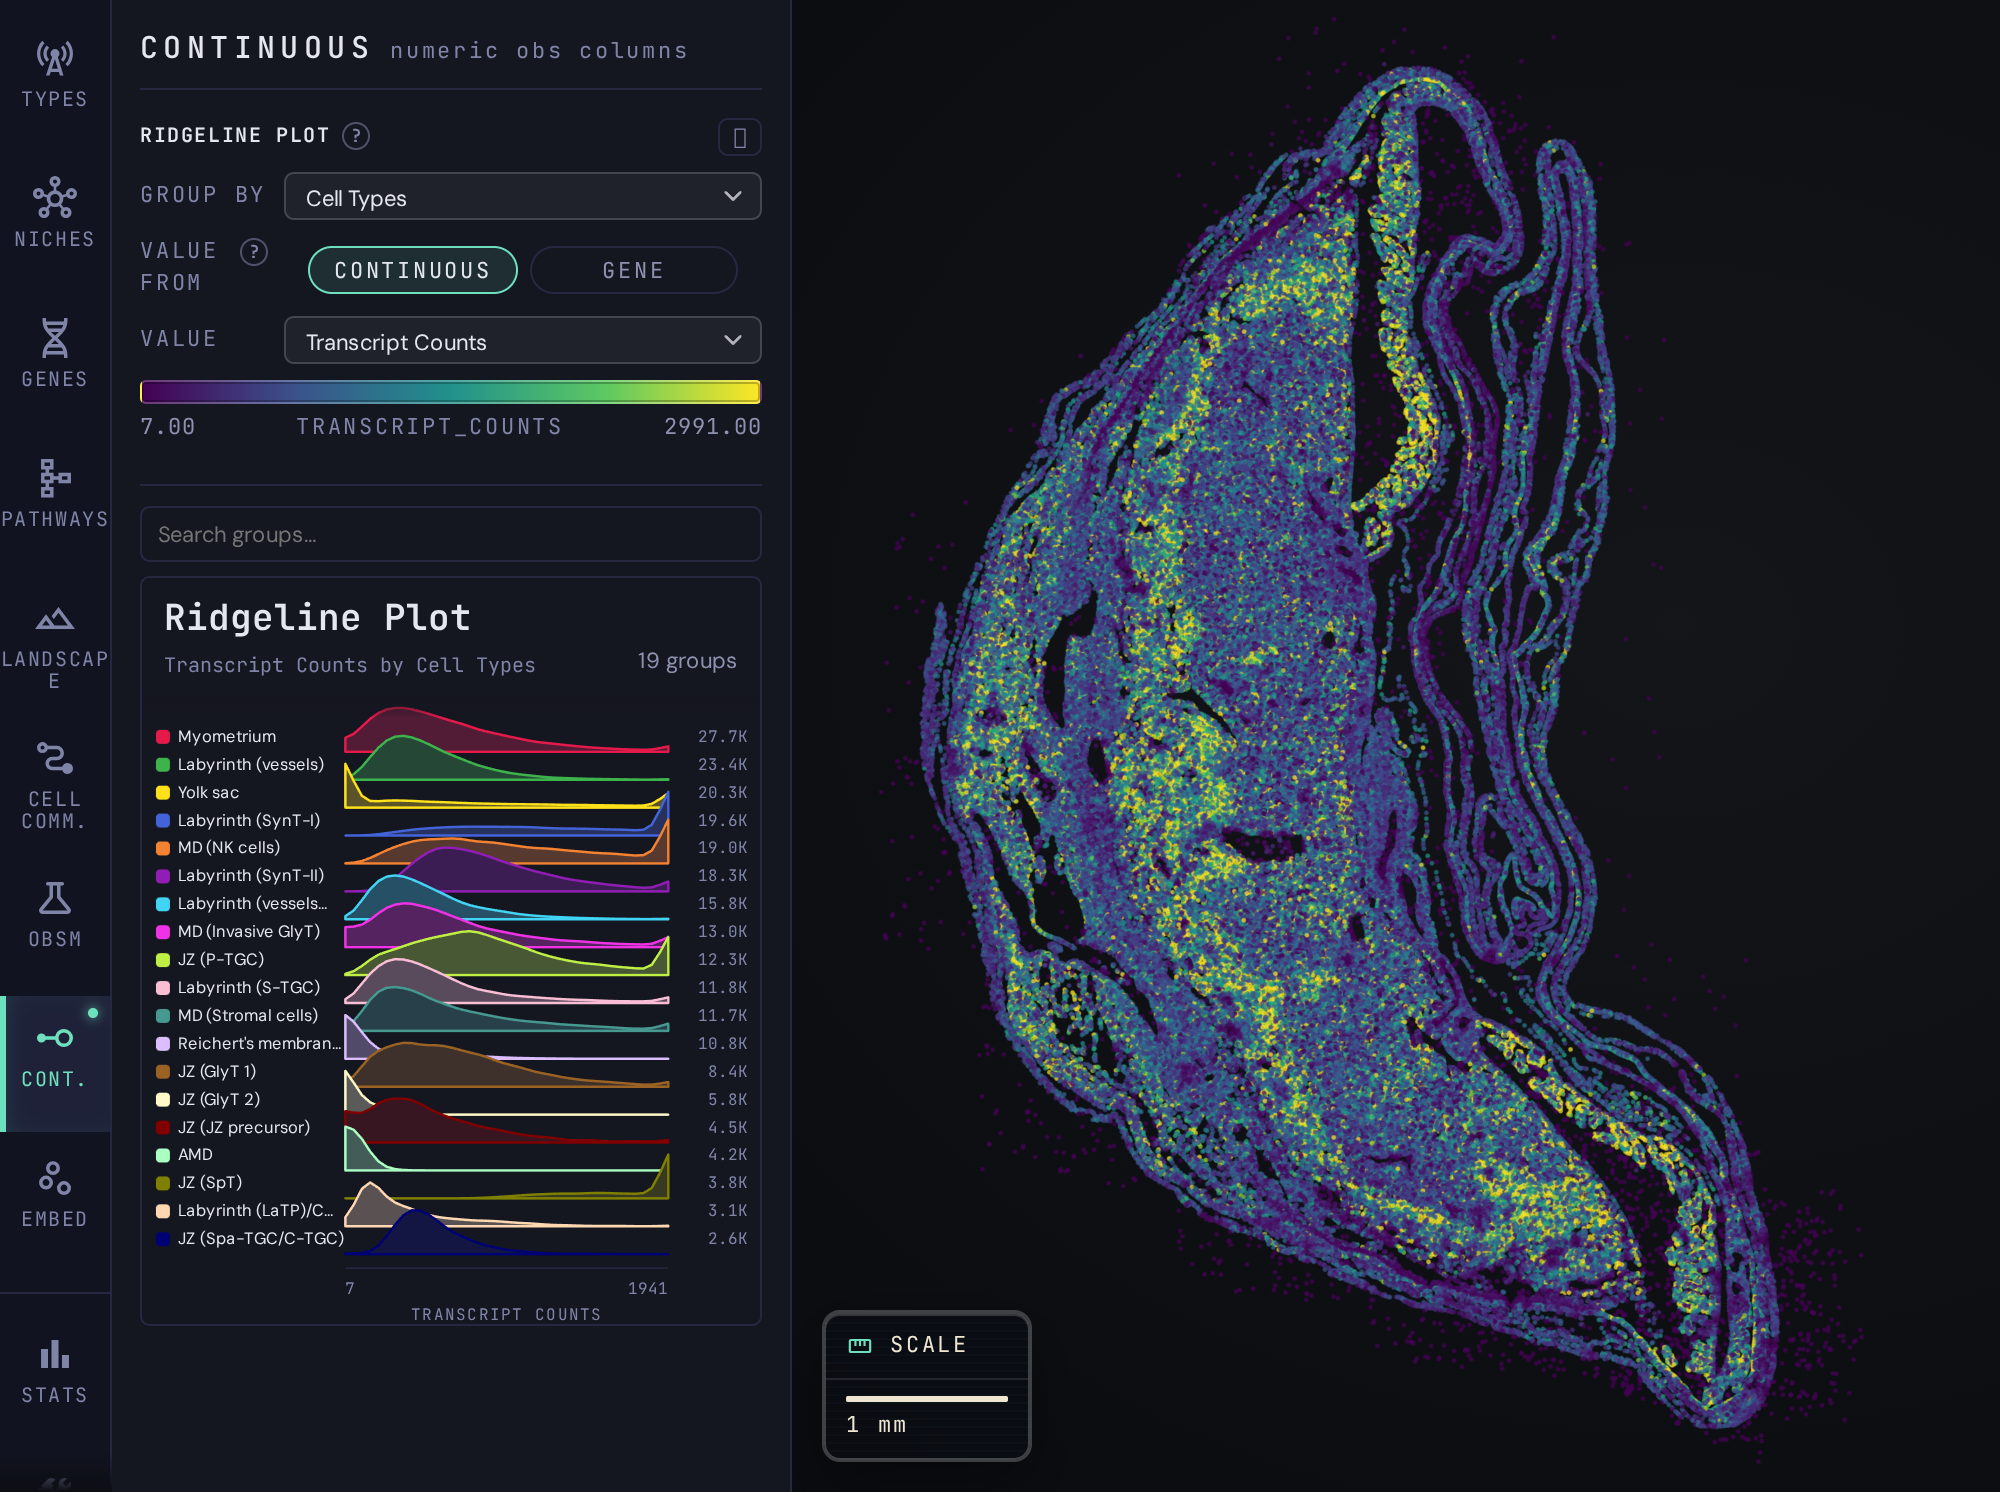 TYPES
NICHES
GENES
PATHWAYS
LANDSCAP
E
CELL
COMM.
OBSM
CONT.
EMBED
STATS
CONTINUOUS numeric obs columns
RIDGELINE PLOT ?
GROUP BY Cell Types
VALUE ?
FROM
CONTINUOUS GENE
VALUE Transcript Counts
7.00 TRANSCRIPT_COUNTS 2991.00
Search groups...
Ridgeline Plot
Transcript Counts by Cell Types 19 groups
Myometrium 27.7K
Labyrinth (vessels) 23.4K
Yolk sac 20.3K
Labyrinth (SynT-I) 19.6K
MD (NK cells) 19.0K
Labyrinth (SynT-II) 18.3K
Labyrinth (vessels... 15.8K
MD (Invasive GlyT) 13.0K
JZ (P-TGC) 12.3K
Labyrinth (S-TGC) 11.8K
MD (Stromal cells) 11.7K
Reichert's membran... 10.8K
JZ (GlyT 1) 8.4K
JZ (GlyT 2) 5.8K
JZ (JZ precursor) 4.5K
AMD 4.2K
JZ (SpT) 3.8K
Labyrinth (LaTP)/C... 3.1K
JZ (Spa-TGC/C-TGC) 2.6K
7 1941
TRANSCRIPT COUNTS
SCALE
1 mm